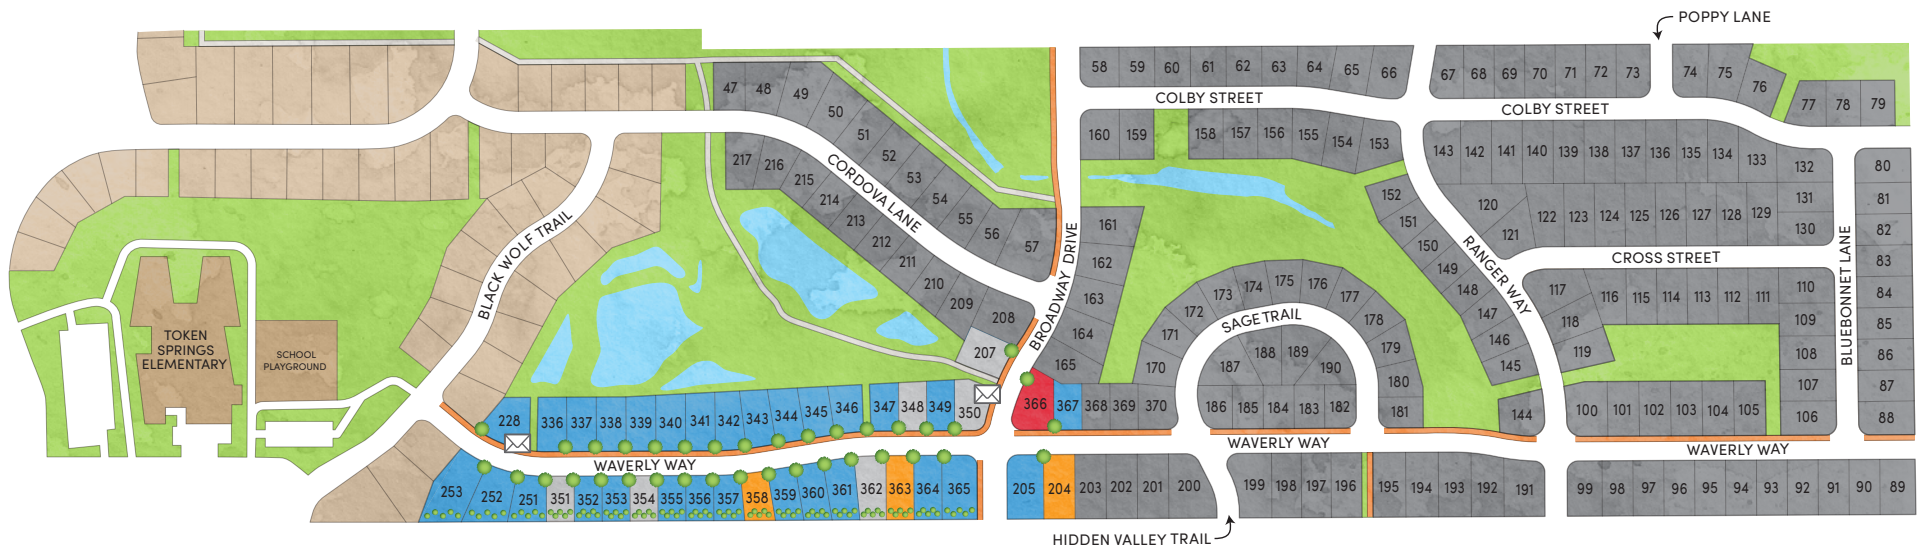 POPPY LANE
58 59 60 61 62 63 64 65 66
67 68 69 70 71 72 73
74 75 76
77 78 79
COLBY STREET
COLBY STREET
47 48 49 50 51 52 53 54 55 56 57
160 159
158 157 156 155 154 153
143 142 141 140 139 138 137 136 135 134 133 132
131
130
217 216 215 214 213 212 211 210 209 208
207
CORDOVA LANE
BROADWAY DRIVE
BLACK WOLF TRAIL
161
162
163
164
165
152
151
150
149
148
147
146
145
144
RANGER WAY
120
121
122 123 124 125 126 127 128 129
CROSS STREET
BLUEBONNET LANE
80
81
82
83
84
85
86
87
88
117
118
119
116 115 114 113 112 111
110
109
108
107
106
170 171 172 173 174 175 176 177 178 179 180 181
SAGE TRAIL
187 188 189 190
186 185 184 183 182
TOKEN
SPRINGS
ELEMENTARY
SCHOOL
PLAYGROUND
228
336 337 338 339 340 341 342 343 344 345 346
347 348 349 350
366 367 368 369 370
100 101 102 103 104 105
WAVERLY WAY
WAVERLY WAY
WAVERLY WAY
253 252 251 351 352 353 354 355 356 357 358 359 360 361 362 363 364 365
205 204 203 202 201 200
199 198 197 196
195 194 193 192 191
99 98 97 96 95 94 93 92 91 90 89
HIDDEN VALLEY TRAIL